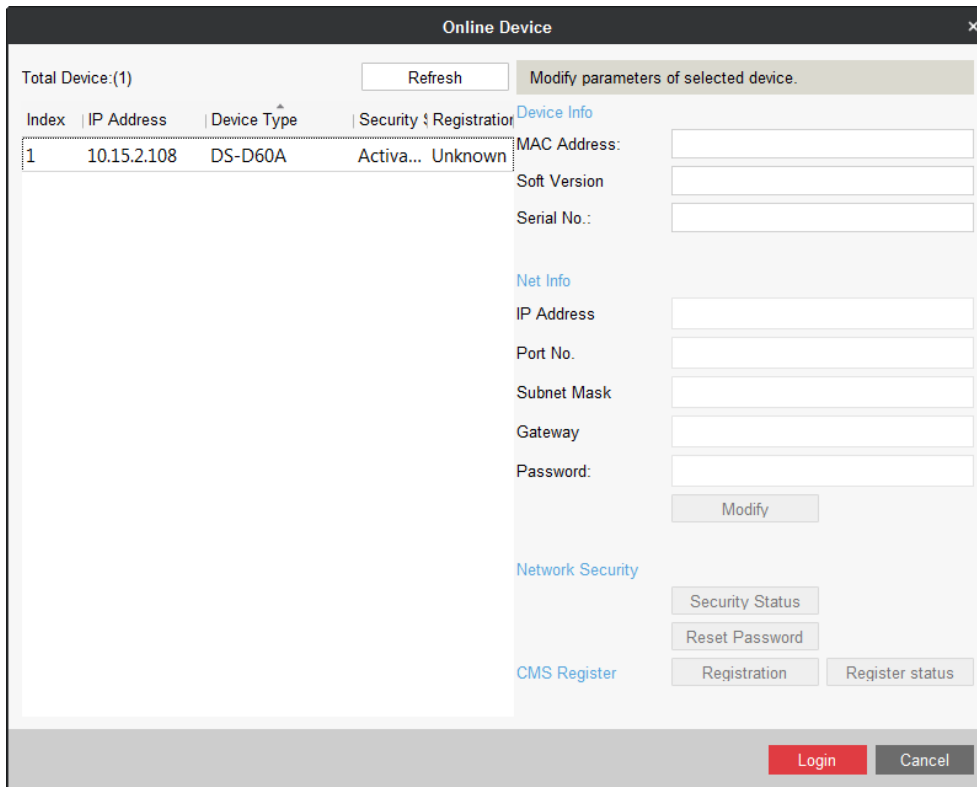 Online Device
Total Device:(1)
Refresh
Index IP Address Device Type Security S Registration
1 10.15.2.108 DS-D60A Activa... Unknown
Modify parameters of selected device.
Device Info
MAC Address:
Soft Version
Serial No.:
Net Info
IP Address
Port No.
Subnet Mask
Gateway
Password:
Modify
Network Security
Security Status
Reset Password
CMS Register
Registration
Register status
Login
Cancel